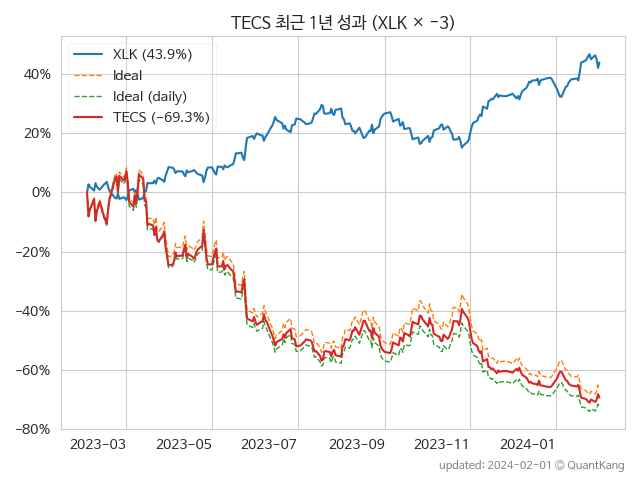 TECS 최근 1년 성과 (XLK × −3)
XLK (43.9%)
Ideal
Ideal (daily)
TECS (−69.3%)
40%
20%
0%
−20%
−40%
−60%
−80%
2023-03 2023-05 2023-07 2023-09 2023-11 2024-01
updated: 2024-02-01 © QuantKang